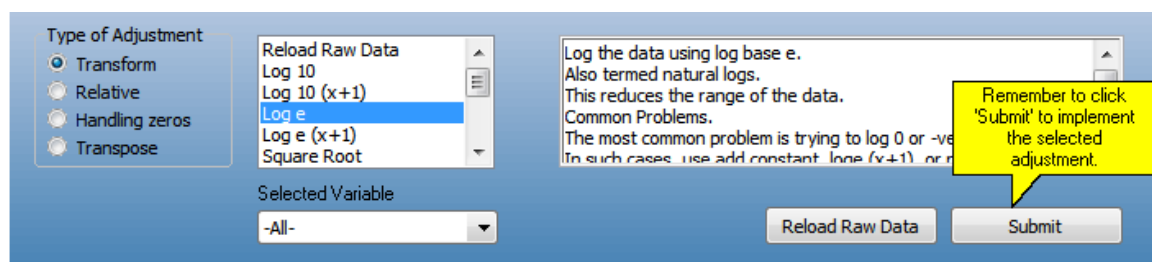 Type of Adjustment
Transform
Relative
Handling zeros
Transpose
Reload Raw Data
Log 10
Log 10 (x+1)
Log e
Log e (x+1)
Square Root
Selected Variable
-All-
Log the data using log base e.
Also termed natural logs.
This reduces the range of the data.
Common Problems.
The most common problem is trying to log 0 or -ve
In such cases, use add constant, loge (x+1), or
Remember to click
'Submit' to implement
the selected
adjustment.
Reload Raw Data
Submit